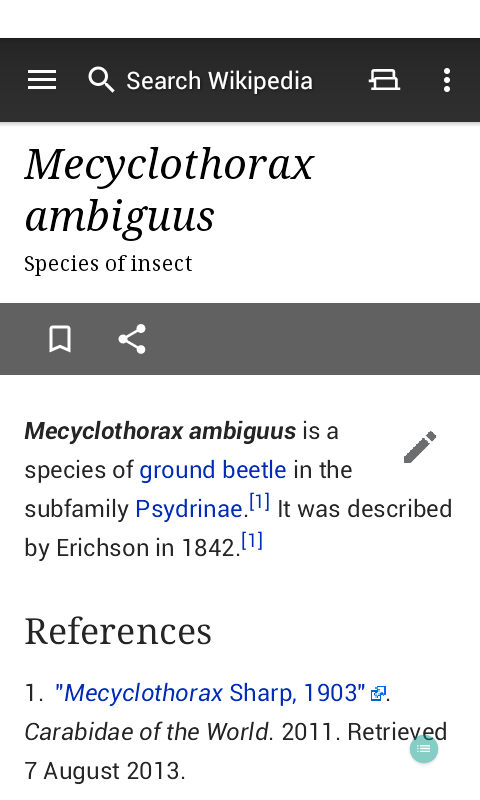 Search Wikipedia
Mecyclothorax
ambiguus
Species of insect
Mecyclothorax ambiguus is a
species of ground beetle in the
subfamily Psydrinae.[1] It was described
by Erichson in 1842.[1]
References
1. "Mecyclothorax Sharp, 1903" .
Carabidae of the World. 2011. Retrieved
7 August 2013.